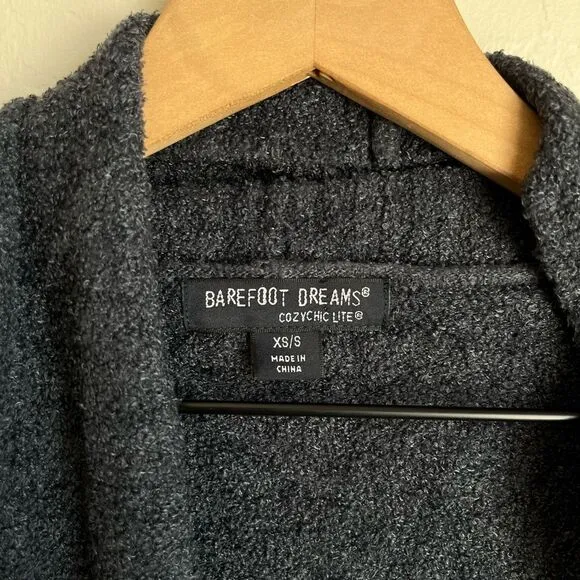 BAREFOOT DREAMS®
COZYCHIC LITE®
XS/S
MADE IN
CHINA